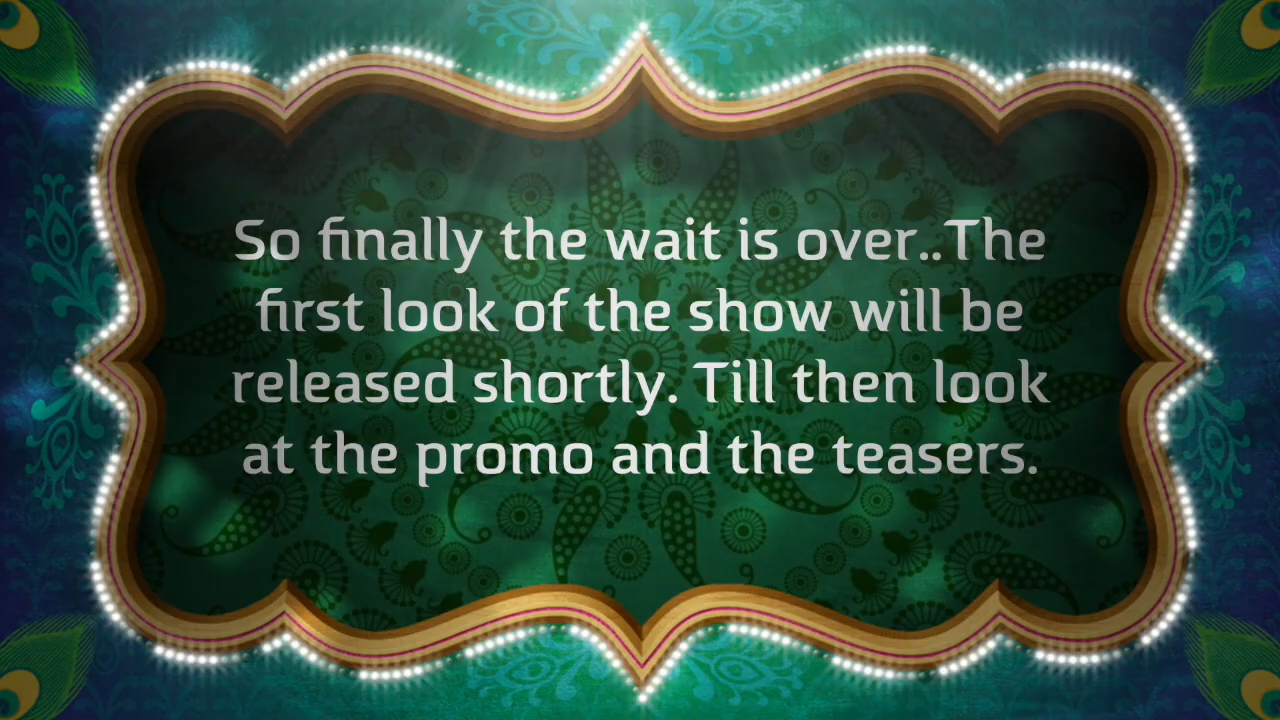 So finally the wait is over..The
first look of the show will be
released shortly. Till then look
at the promo and the teasers.